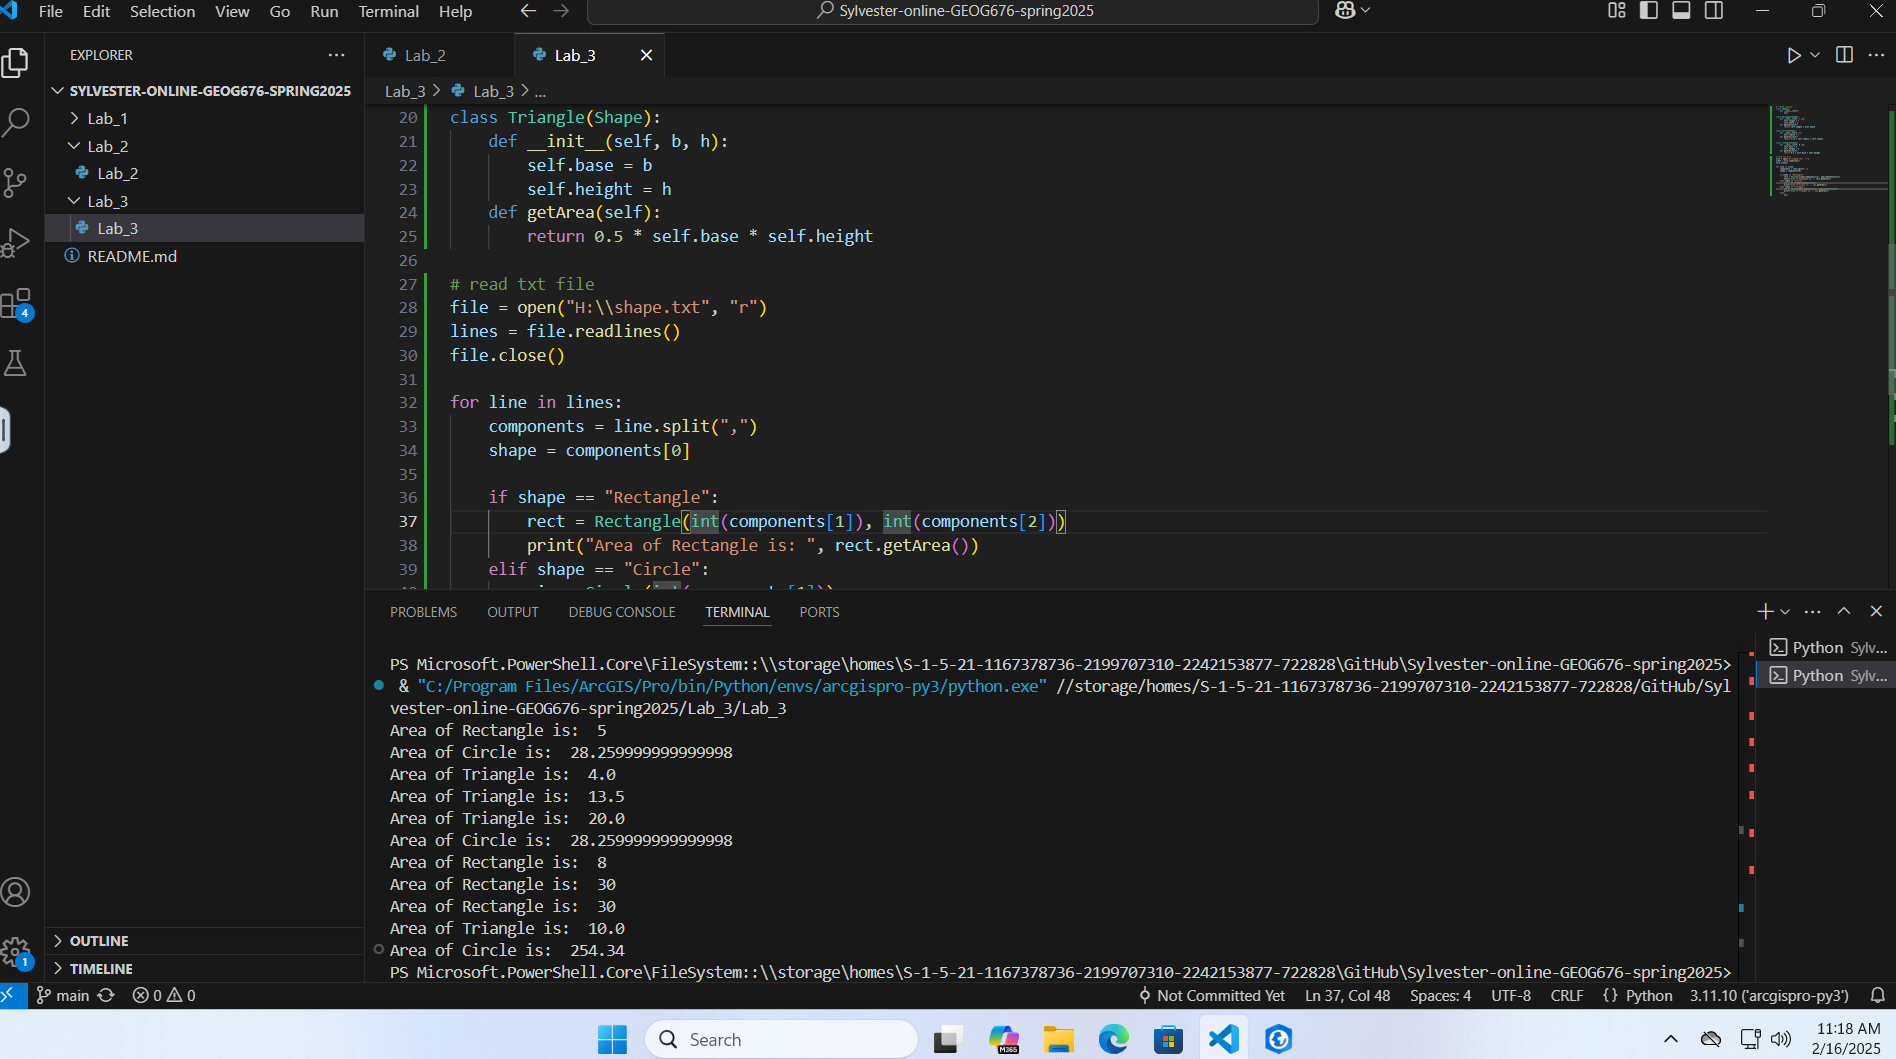 File Edit Selection View Go Run Terminal Help
Sylvester-online-GEOG676-spring2025
EXPLORER
SYLVESTER-ONLINE-GEOG676-SPRING2025
Lab_1
Lab_2
Lab_2
Lab_3
Lab_3
README.md
4
OUTLINE
TIMELINE
1
Lab_2
Lab_3
Lab_3 > Lab_3 > ...
20 class Triangle(Shape):
21 def __init__(self, b, h):
22 self.base = b
23 self.height = h
24 def getArea(self):
25 return 0.5 * self.base * self.height
26
27 # read txt file
28 file = open("H:\\shape.txt", "r")
29 lines = file.readlines()
30 file.close()
31
32 for line in lines:
33 components = line.split(",")
34 shape = components[0]
35
36 if shape == "Rectangle":
37 rect = Rectangle(int(components[1]), int(components[2]))
38 print("Area of Rectangle is: ", rect.getArea())
39 elif shape == "Circle":
PROBLEMS OUTPUT DEBUG CONSOLE TERMINAL PORTS
PS Microsoft.PowerShell.Core\FileSystem::\\storage\homes\S-1-5-21-1167378736-2199707310-2242153877-722828\GitHub\Sylvester-online-GEOG676-spring2025>
& "C:/Program Files/ArcGIS/Pro/bin/Python/envs/arcgispro-py3/python.exe" //storage/homes/S-1-5-21-1167378736-2199707310-2242153877-722828/GitHub/Syl
vester-online-GEOG676-spring2025/Lab_3/Lab_3
Area of Rectangle is:  5
Area of Circle is:  28.259999999999998
Area of Triangle is:  4.0
Area of Triangle is:  13.5
Area of Triangle is:  20.0
Area of Circle is:  28.259999999999998
Area of Rectangle is:  8
Area of Rectangle is:  30
Area of Rectangle is:  30
Area of Triangle is:  10.0
Area of Circle is:  254.34
PS Microsoft.PowerShell.Core\FileSystem::\\storage\homes\S-1-5-21-1167378736-2199707310-2242153877-722828\GitHub\Sylvester-online-GEOG676-spring2025>
Python Sylv...
Python Sylv...
main 0 0 Not Committed Yet Ln 37, Col 48 Spaces: 4 UTF-8 CRLF {} Python 3.11.10 ('arcgispro-py3')
Search
M365
11:18 AM
2/16/2025